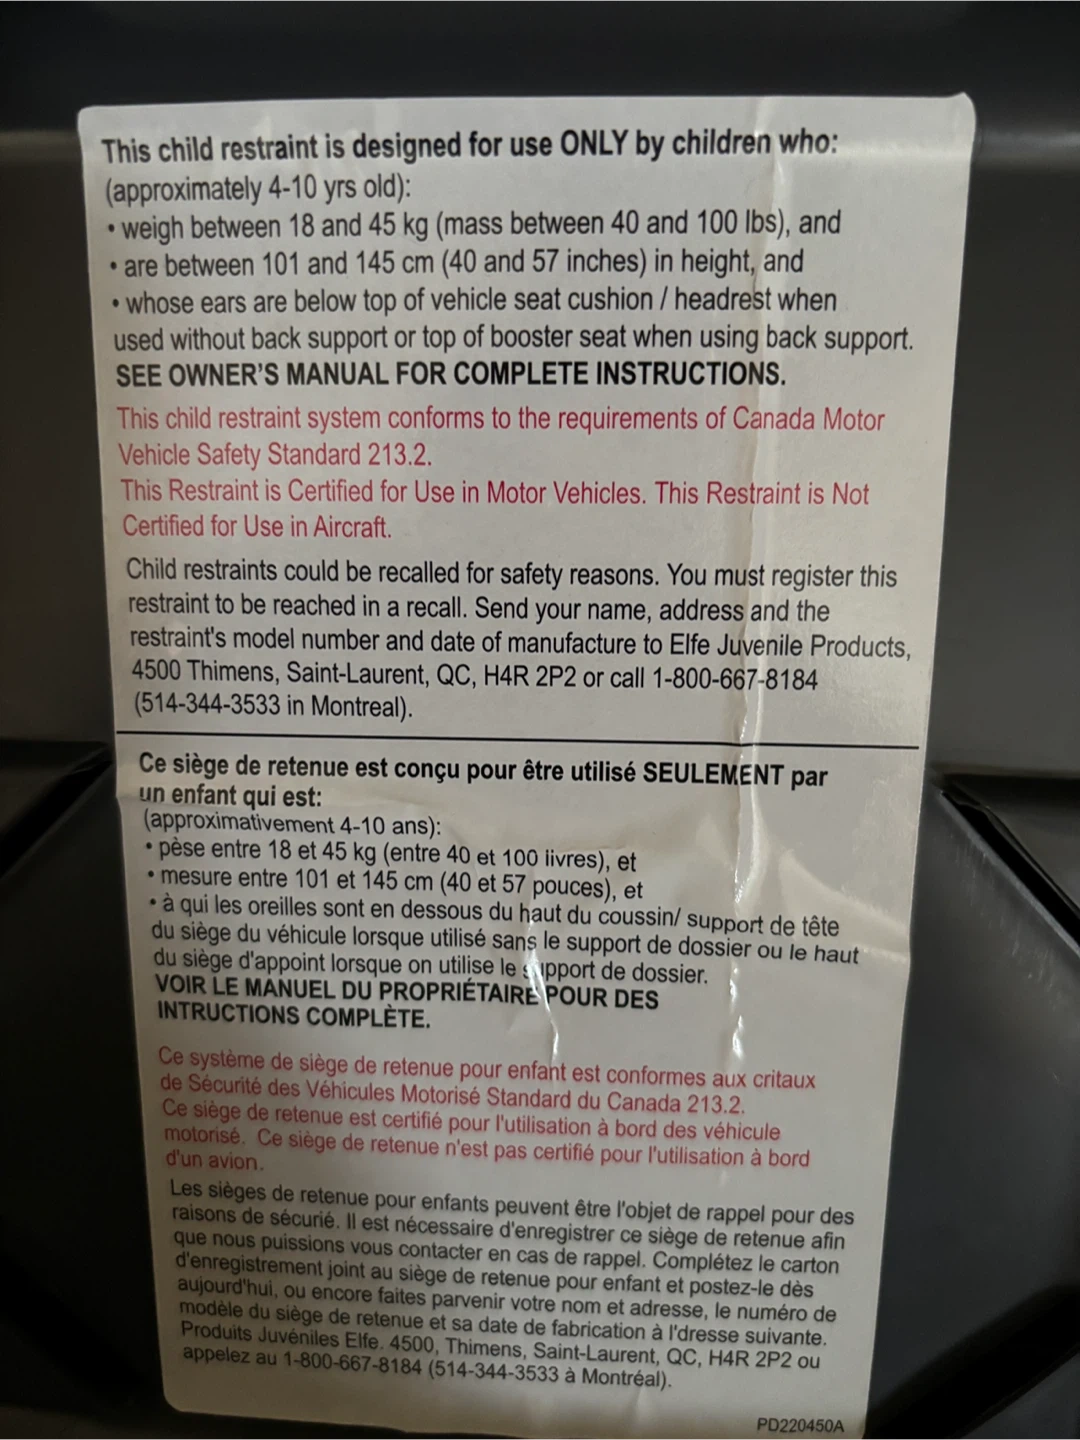 This child restraint is designed for use ONLY by children who:
(approximately 4-10 yrs old):
• weigh between 18 and 45 kg (mass between 40 and 100 lbs), and
• are between 101 and 145 cm (40 and 57 inches) in height, and
• whose ears are below top of vehicle seat cushion / headrest when
used without back support or top of booster seat when using back support.
SEE OWNER'S MANUAL FOR COMPLETE INSTRUCTIONS.
This child restraint system conforms to the requirements of Canada Motor
Vehicle Safety Standard 213.2.
This Restraint is Certified for Use in Motor Vehicles. This Restraint is Not
Certified for Use in Aircraft.
Child restraints could be recalled for safety reasons. You must register this
restraint to be reached in a recall. Send your name, address and the
restraint's model number and date of manufacture to Elfe Juvenile Products,
4500 Thimens, Saint-Laurent, QC, H4R 2P2 or call 1-800-667-8184
(514-344-3533 in Montreal).
Ce siège de retenue est conçu pour être utilisé SEULEMENT par
un enfant qui est:
(approximativement 4-10 ans):
• pèse entre 18 et 45 kg (entre 40 et 100 livres), et
• mesure entre 101 et 145 cm (40 et 57 pouces), et
• à qui les oreilles sont en dessous du haut du coussin/ support de tête
du siège du véhicule lorsque utilisé sans le support de dossier ou le haut
du siège d'appoint lorsque on utilise le support de dossier.
VOIR LE MANUEL DU PROPRIÉTAIRE POUR DES
INTRUCTIONS COMPLÈTE.
Ce système de siège de retenue pour enfant est conformes aux critaux
de Sécurité des Véhicules Motorisé Standard du Canada 213.2.
Ce siège de retenue est certifié pour l'utilisation à bord des véhicule
motorisé. Ce siège de retenue n'est pas certifié pour l'utilisation à bord
d'un avion.
Les sièges de retenue pour enfants peuvent être l'objet de rappel pour des
raisons de sécurié. Il est nécessaire d'enregistrer ce siège de retenue afin
que nous puissions vous contacter en cas de rappel. Complétez le carton
d'enregistrement joint au siège de retenue pour enfant et postez-le dès
aujourd'hui, ou encore faites parvenir votre nom et adresse, le numéro de
modèle du siège de retenue et sa date de fabrication à l'dresse suivante.
Produits Juvéniles Elfe. 4500, Thimens, Saint-Laurent, QC, H4R 2P2 ou
appelez au 1-800-667-8184 (514-344-3533 à Montréal).
PD220450A